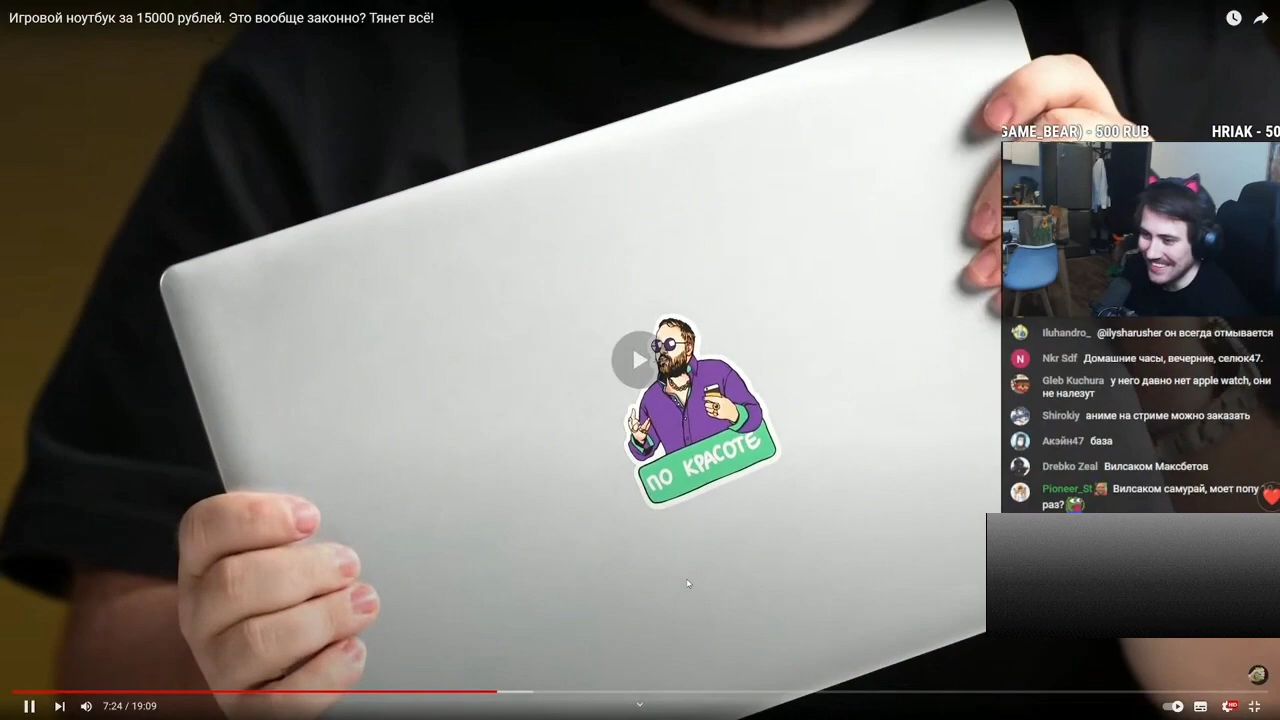 Игровой ноутбук за 15000 рублей. Это вообще законно? Тянет всё!
GAME_BEAR) - 500 RUB HRIAK - 50
Iluhandro_ @ilysharusher он всегда отмывается
N Nkr Sdf Домашние часы, вечерние, селюк47.
Gleb Kuchura у него давно нет apple watch, они
не налезут
Shirokiy аниме на стриме можно заказать
Акэйн47 база
Drebko Zeal Вилсаком Максбетов
Pioneer_St Вилсаком самурай, моет попу
раз?
ПО КРАСОТЕ
7:24 / 19:09
HD